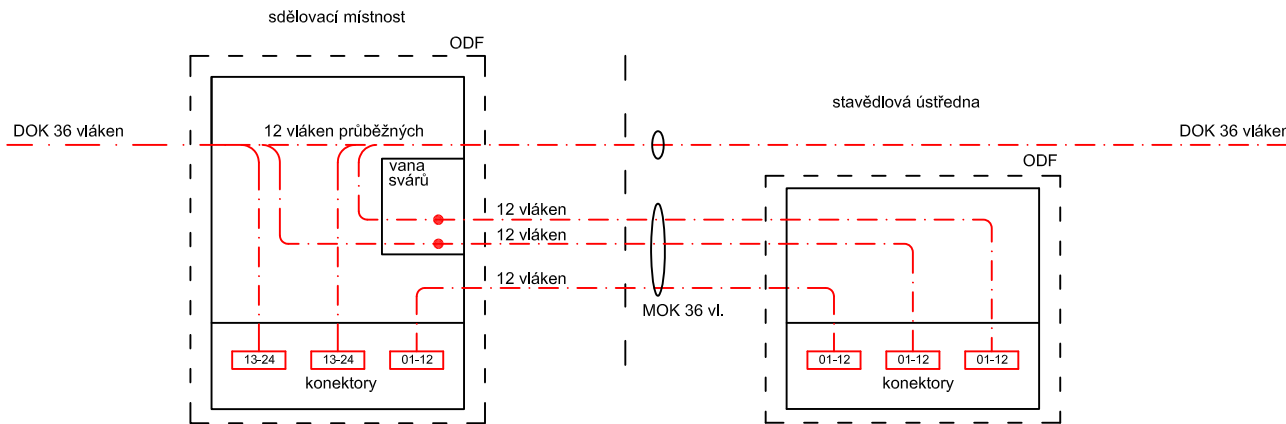 sdělovací místnost
ODF
stavědlová ústředna
DOK 36 vláken
12 vláken průběžných
DOK 36 vláken
ODF
vana
svárů
12 vláken
12 vláken
12 vláken
MOK 36 vl.
13-24
13-24
01-12
konektory
01-12
01-12
01-12
konektory